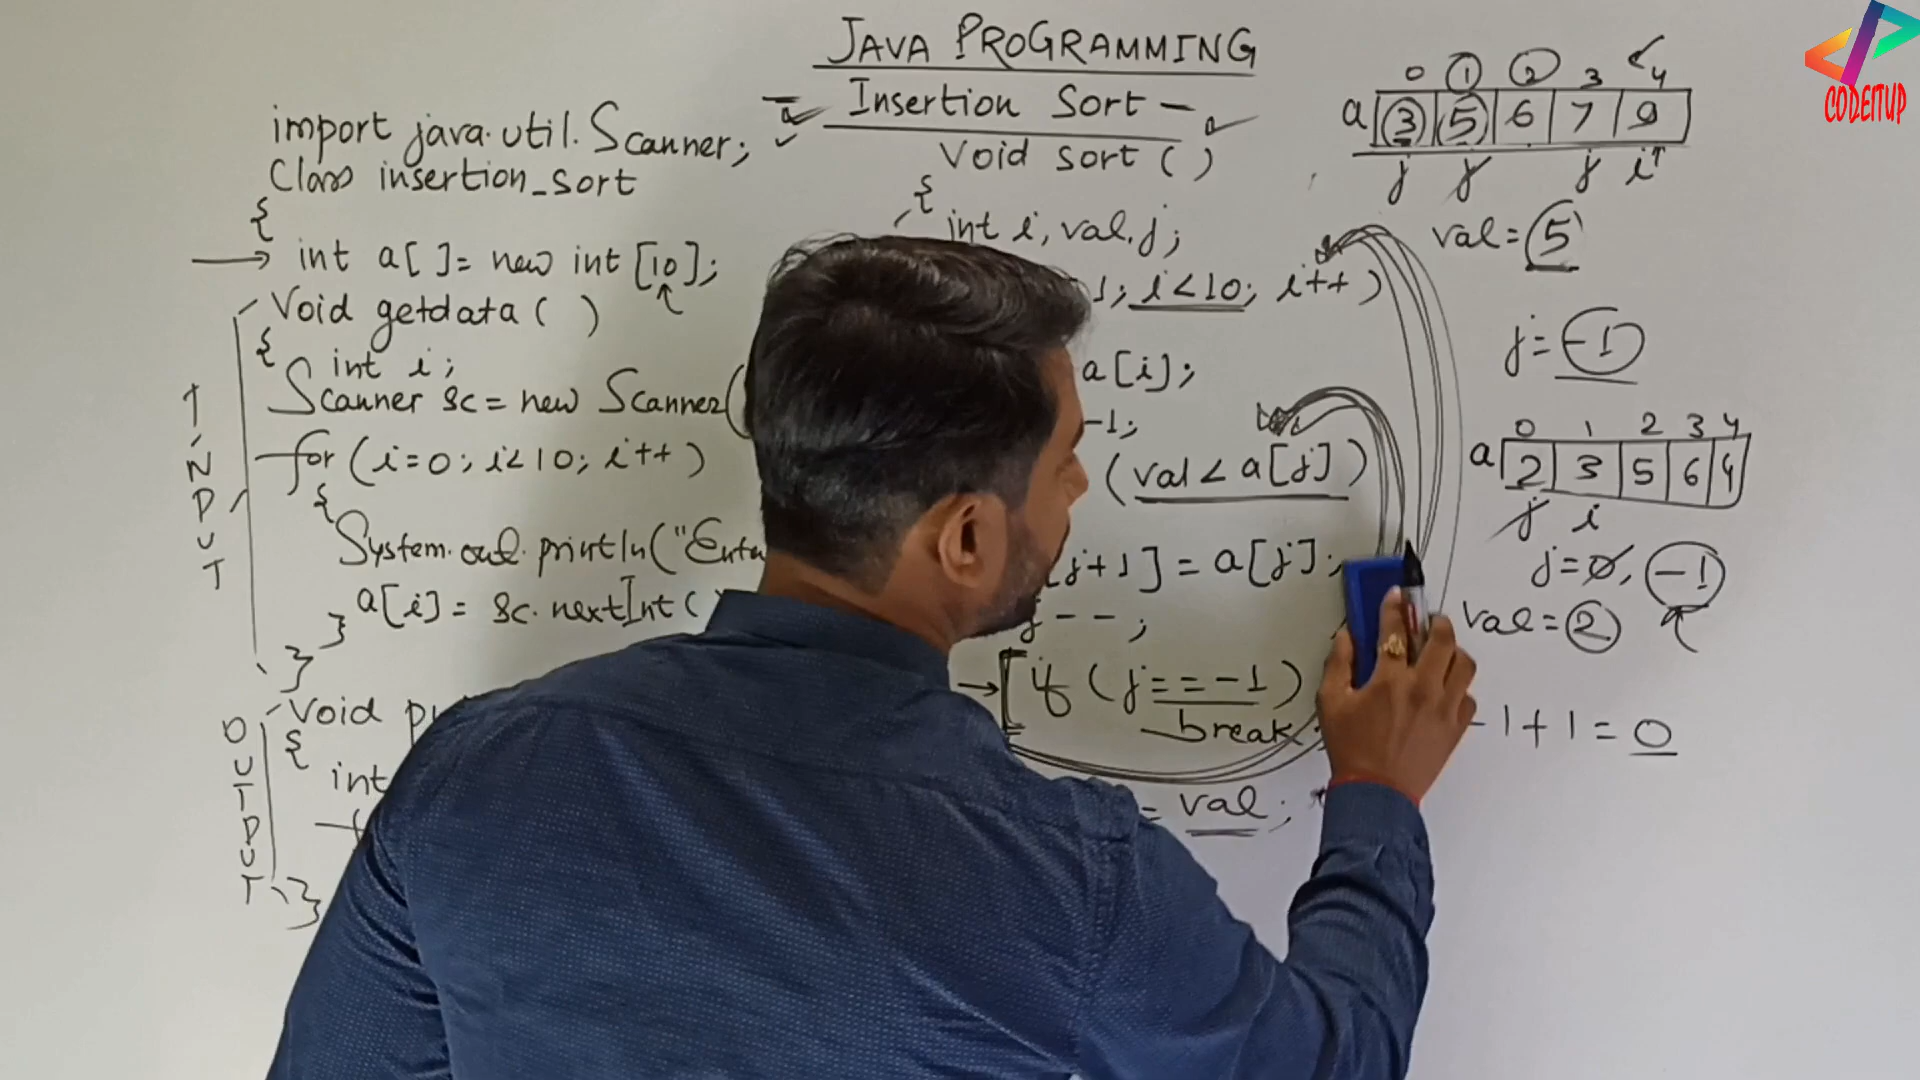 JAVA PROGRAMMING
Insertion Sort -
import java.util.Scanner;
Class insertion_sort
{
int a[ ]= new int [10];
Void getdata ( )
{
int i;
Scanner sc = new Scanner(
for (i=0; i<10; i++)
{
System.out.println("Enter
a[i] = sc.nextInt(
}
}
INPUT
Void
{
int
}
OUTPUT
Void sort ( )
{
int i, val, j;
1; i<10; i++)
a[i];
-1;
(val < a[j])
[j+1] = a[j];
j--;
if (j==-1)
break;
= val;
0 1 2 3 4
a 3 5 6 7 9
j j j i
val = 5
j = -1
0 1 2 3 4
a 2 3 5 6 4
j i
j = 0, -1
val = 2
-1 + 1 = 0
CODEITUP